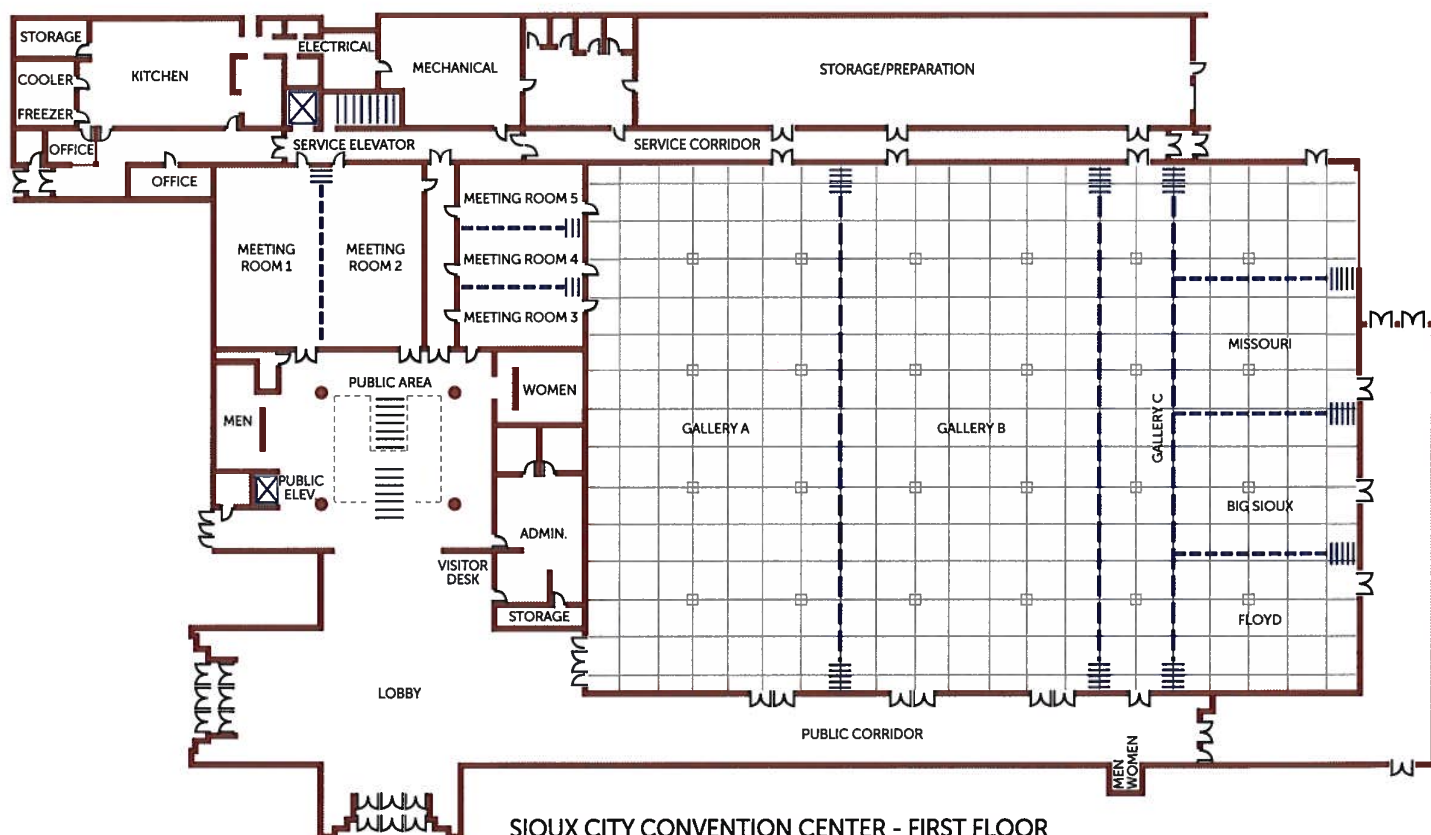 STORAGE
COOLER
FREEZER
KITCHEN
ELECTRICAL
MECHANICAL
STORAGE/PREPARATION
OFFICE
SERVICE ELEVATOR
SERVICE CORRIDOR
OFFICE
MEETING
ROOM 1
MEETING
ROOM 2
MEETING ROOM 5
MEETING ROOM 4
MEETING ROOM 3
PUBLIC AREA
WOMEN
MEN
PUBLIC
ELEV.
ADMIN.
VISITOR
DESK
STORAGE
GALLERY A
GALLERY B
GALLERY C
MISSOURI
BIG SIOUX
FLOYD
LOBBY
PUBLIC CORRIDOR
MEN
WOMEN
SIOUX CITY CONVENTION CENTER - FIRST FLOOR